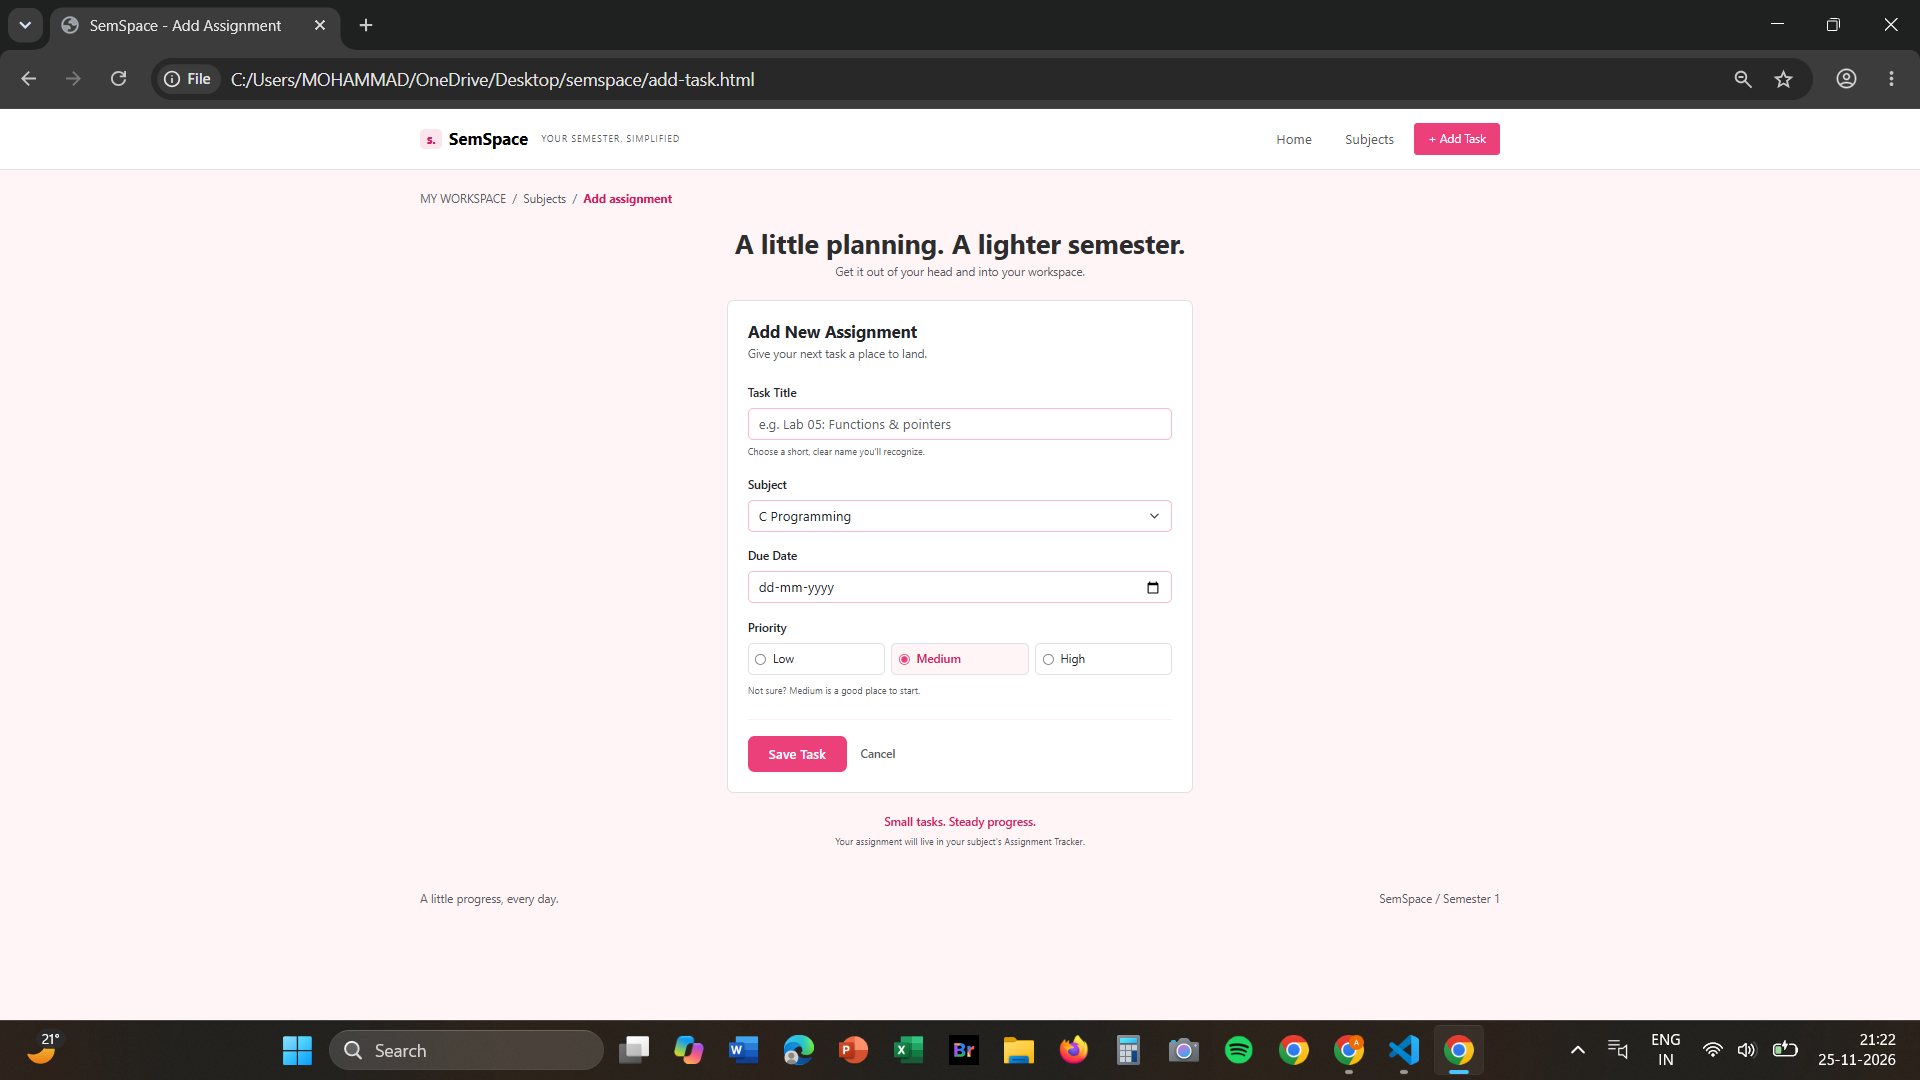 SemSpace - Add Assignment
File C:/Users/MOHAMMAD/OneDrive/Desktop/semspace/add-task.html
s. SemSpace YOUR SEMESTER, SIMPLIFIED Home Subjects + Add Task
MY WORKSPACE / Subjects / Add assignment
A little planning. A lighter semester.
Get it out of your head and into your workspace.
Add New Assignment
Give your next task a place to land.
Task Title
e.g. Lab 05: Functions & pointers
Choose a short, clear name you'll recognize.
Subject
C Programming
Due Date
dd-mm-yyyy
Priority
Low Medium High
Not sure? Medium is a good place to start.
Save Task Cancel
Small tasks. Steady progress.
Your assignment will live in your subject's Assignment Tracker.
A little progress, every day. SemSpace / Semester 1
21°
Search
W
P
X
Br
A
ENG
IN
21:22
25-11-2026